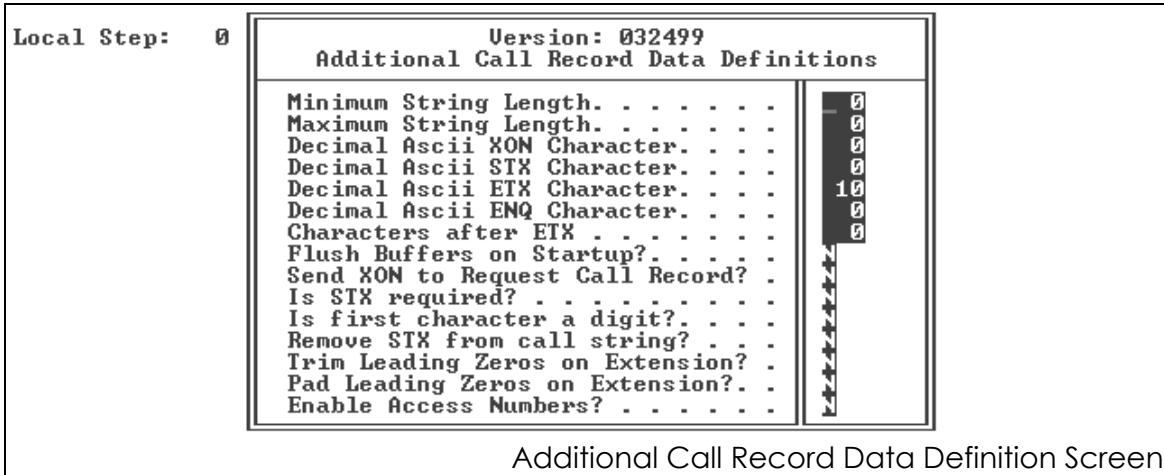 Local Step: 0
Version: 032499
Additional Call Record Data Definitions
Minimum String Length. . . . . . . 0
Maximum String Length. . . . . . . 0
Decimal Ascii XON Character. . . . 0
Decimal Ascii STX Character. . . . 0
Decimal Ascii ETX Character. . . . 10
Decimal Ascii ENQ Character. . . . 0
Characters after ETX . . . . . . . 0
Flush Buffers on Startup?. . . . .
Send XON to Request Call Record? .
Is STX required? . . . . . . . . .
Is first character a digit?. . . .
Remove STX from call string? . . .
Trim Leading Zeros on Extension? .
Pad Leading Zeros on Extension?. .
Enable Access Numbers? . . . . . .
Additional Call Record Data Definition Screen